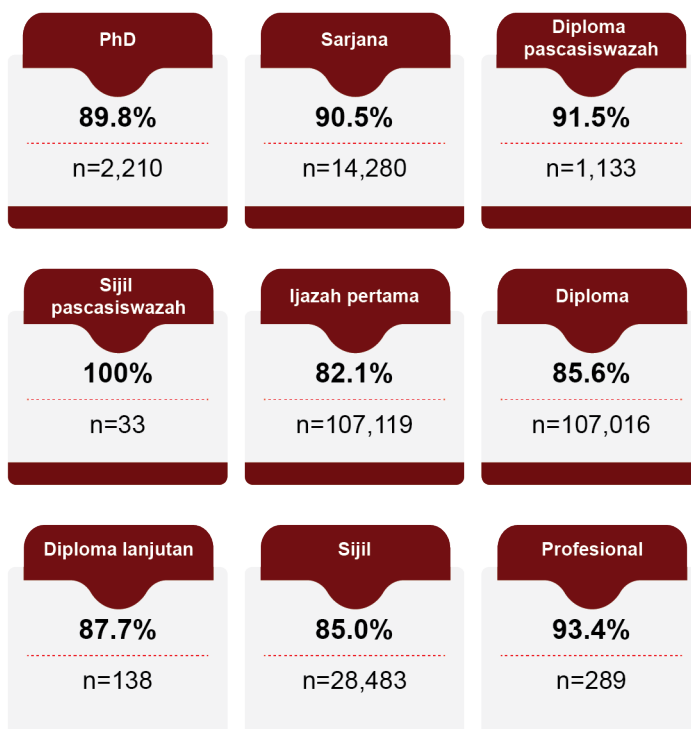 PhD
89.8%
n=2,210
Sarjana
90.5%
n=14,280
Diploma
pascasiswazah
91.5%
n=1,133
Sijil
pascasiswazah
100%
n=33
Ijazah pertama
82.1%
n=107,119
Diploma
85.6%
n=107,016
Diploma lanjutan
87.7%
n=138
Sijil
85.0%
n=28,483
Profesional
93.4%
n=289